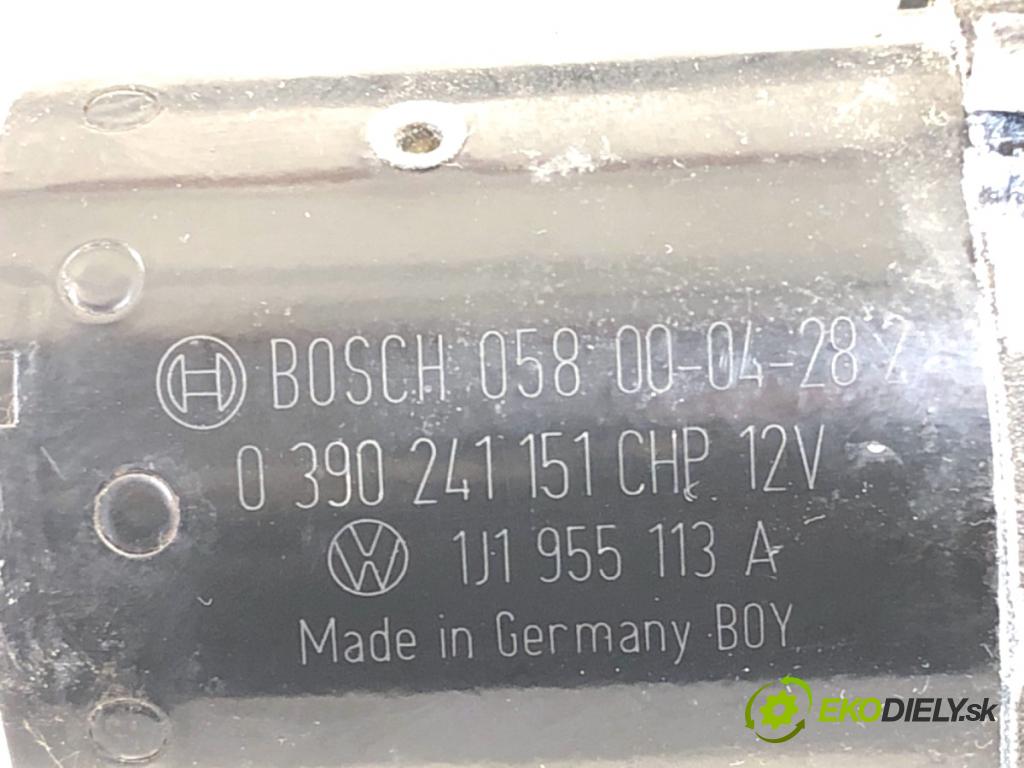 BOSCH 058 00-04-28 2
0 390 241 151 CHP 12V
1J1 955 113 A
Made in Germany BOY
EKODIELY.sk